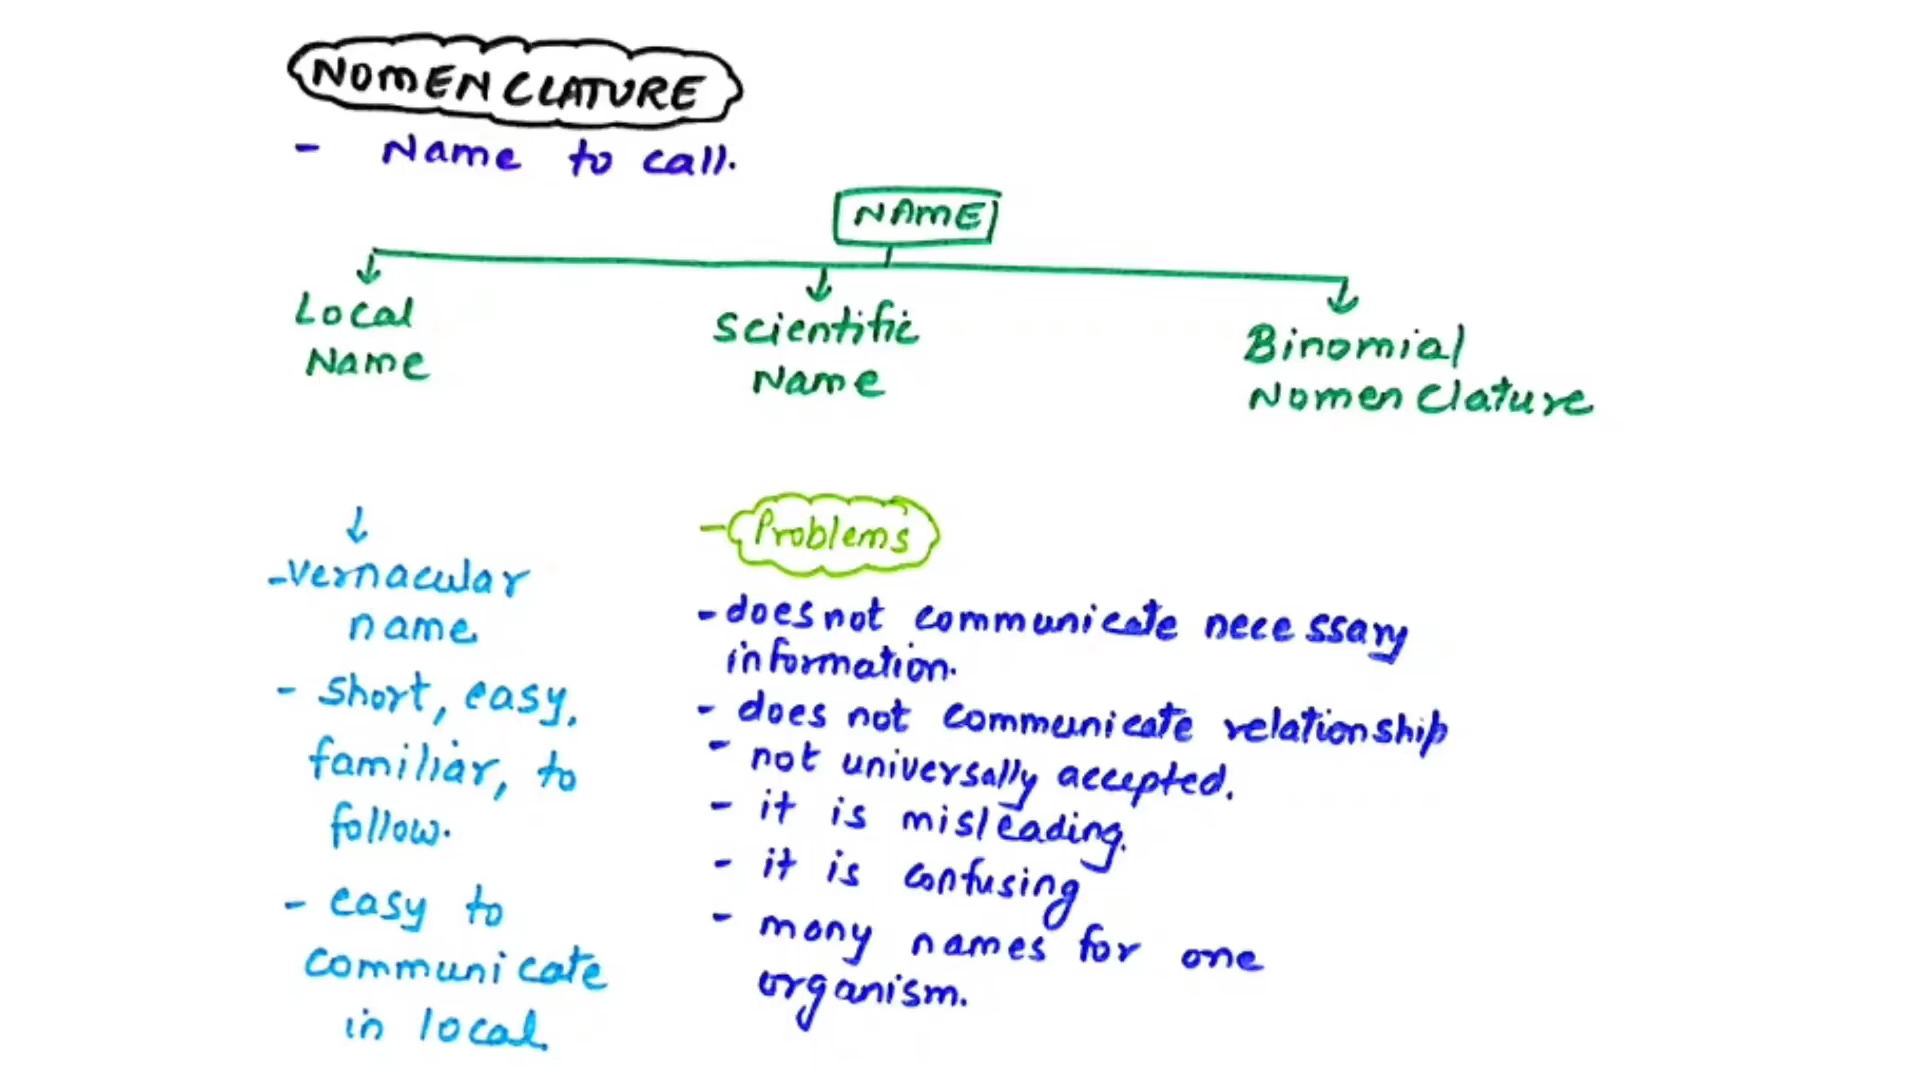 NOMENCLATURE
- Name to call.
NAME
Local
Name
Scientific
Name
Binomial
Nomenclature
-vernacular
name
- short, easy,
familiar, to
follow.
- easy to
communicate
in local
- Problems
- does not communicate necessary
information.
- does not communicate relationship
- not universally accepted.
- it is misleading.
- it is confusing
- many names for one
organism.